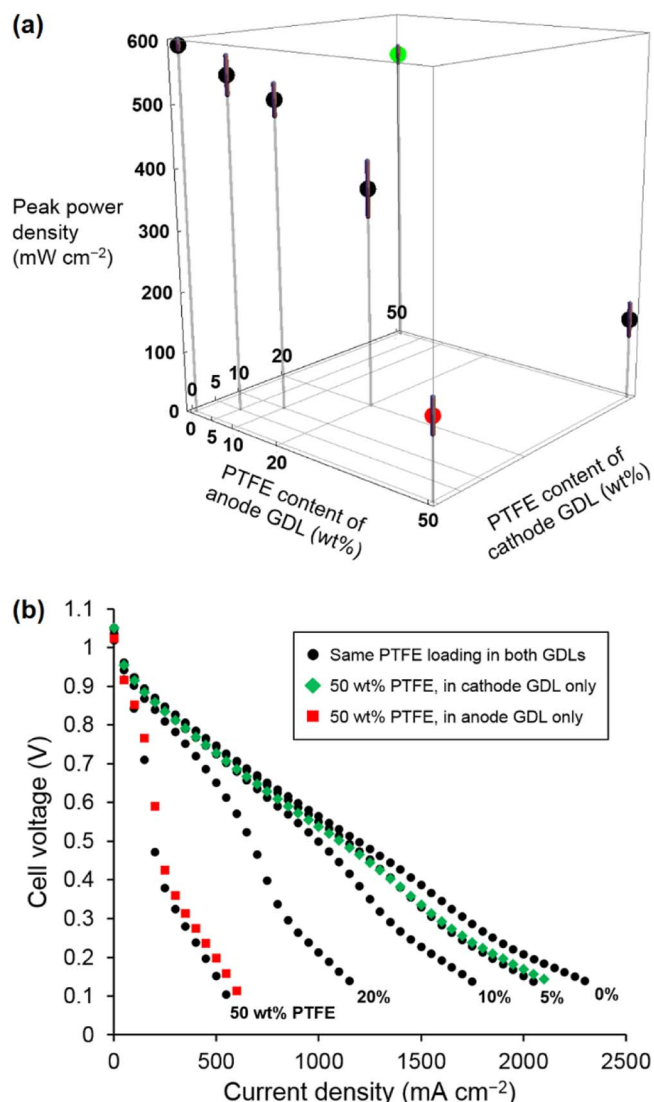 (a)
600
500
400
Peak power
density
(mW cm⁻²)
300
200
100
0
0
5
10
20
50
0
5
10
20
50
PTFE content of
anode GDL (wt%)
PTFE content of
cathode GDL (wt%)
(b)
1.1
1
0.9
0.8
0.7
0.6
0.5
0.4
0.3
0.2
0.1
0
Cell voltage (V)
Same PTFE loading in both GDLs
50 wt% PTFE, in cathode GDL only
50 wt% PTFE, in anode GDL only
50 wt% PTFE
20%
10%
5%
0%
0
500
1000
1500
2000
2500
Current density (mA cm⁻²)